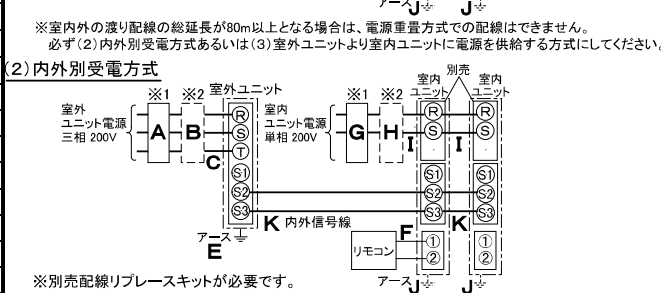 アース J J
※室内外の渡り配線の総延長が80m以上となる場合は、電源重畳方式での配線はできません。
必ず(2)内外別受電方式あるいは(3)室外ユニットより室内ユニットに電源を供給する方式にしてください。
(2)内外別受電方式
別売
※1 ※2 室外ユニット ※1 ※2 室内ユニット 室内ユニット
室外ユニット電源 三相 200V
A B C
R
S
T
S1
S2
S3
室内ユニット電源 単相 200V
G H I I
R R
S S
S1 S1
S2 S2
S3 S3
K 内外信号線 K
アース
E
リモコン F
① ①
② ②
※別売配線リプレースキットが必要です。
アース J J